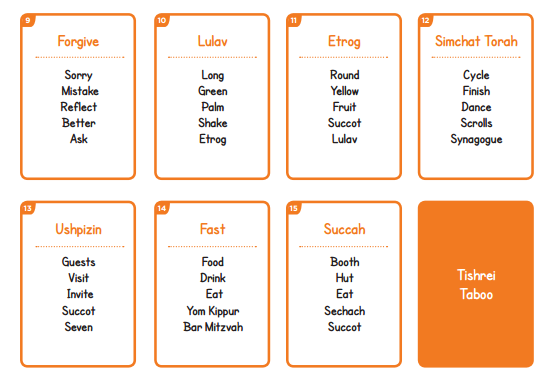 9
Forgive
Sorry
Mistake
Reflect
Better
Ask
10
Lulav
Long
Green
Palm
Shake
Etrog
11
Etrog
Round
Yellow
Fruit
Succot
Lulav
12
Simchat Torah
Cycle
Finish
Dance
Scrolls
Synagogue
13
Ushpizin
Guests
Visit
Invite
Succot
Seven
14
Fast
Food
Drink
Eat
Yom Kippur
Bar Mitzvah
15
Succah
Booth
Hut
Eat
Sechach
Succot
Tishrei
Taboo